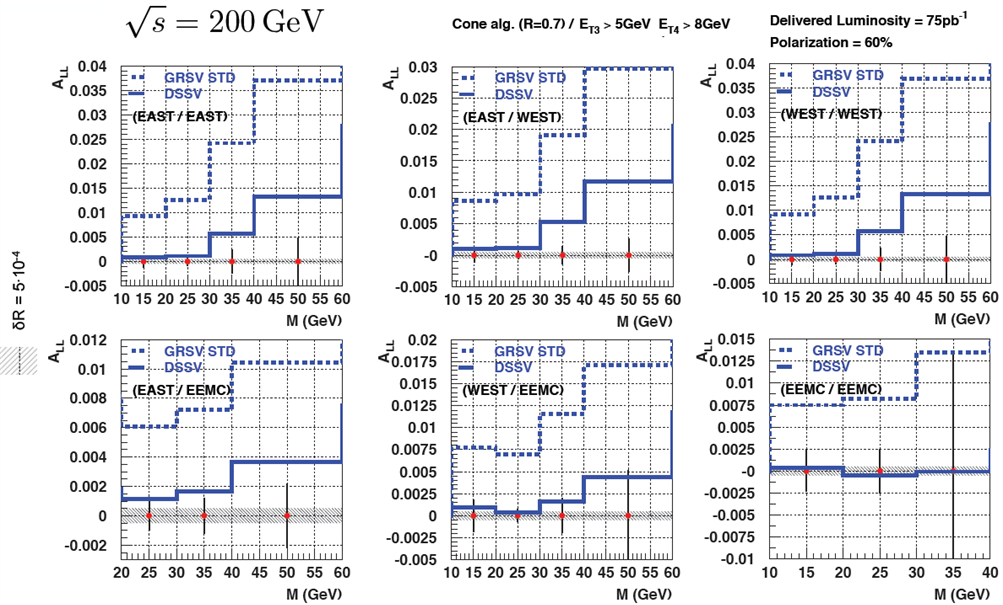 √s = 200 GeV
Cone alg. (R=0.7) / E_T3 > 5GeV E_T4 > 8GeV
Delivered Luminosity = 75pb⁻¹
Polarization = 60%
δR = 5·10⁻⁴
A_LL
0.04
0.035
0.03
0.025
0.02
0.015
0.01
0.005
0
-0.005
GRSV STD
DSSV
(EAST / EAST)
10 15 20 25 30 35 40 45 50 55 60
M (GeV)
A_LL
0.03
0.025
0.02
0.015
0.01
0.005
-0
-0.005
GRSV STD
DSSV
(EAST / WEST)
10 15 20 25 30 35 40 45 50 55 60
M (GeV)
A_LL
0.04
0.035
0.03
0.025
0.02
0.015
0.01
0.005
0
-0.005
GRSV STD
DSSV
(WEST / WEST)
10 15 20 25 30 35 40 45 50 55 60
M (GeV)
A_LL
0.012
0.01
0.008
0.006
0.004
0.002
0
-0.002
GRSV STD
DSSV
(EAST / EEMC)
20 25 30 35 40 45 50 55 60
M (GeV)
A_LL
0.02
0.0175
0.015
0.0125
0.01
0.0075
0.005
0.0025
0
-0.0025
-0.005
GRSV STD
DSSV
(WEST / EEMC)
10 15 20 25 30 35 40 45 50 55 60
M (GeV)
A_LL
0.015
0.0125
0.01
0.0075
0.005
0.0025
-0
-0.0025
-0.005
-0.0075
-0.01
GRSV STD
DSSV
(EEMC / EEMC)
10 15 20 25 30 35 40
M (GeV)